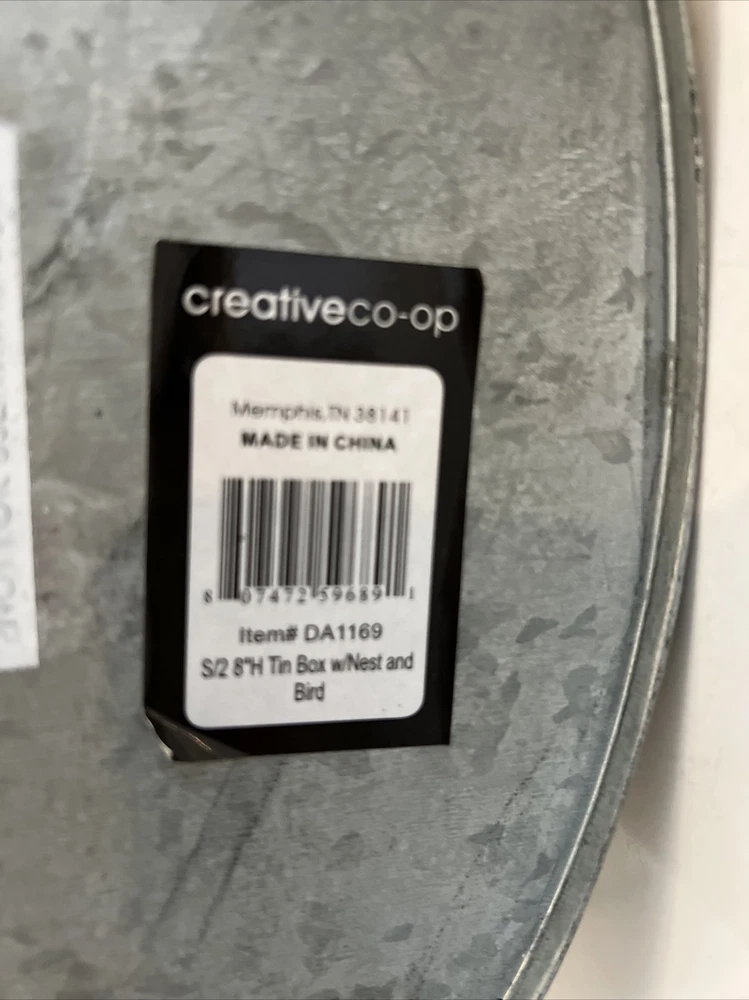 creativeco-op
Memphis,TN 38141
MADE IN CHINA
8 07472 59689 1
Item# DA1169
S/2 8"H Tin Box w/Nest and
Bird